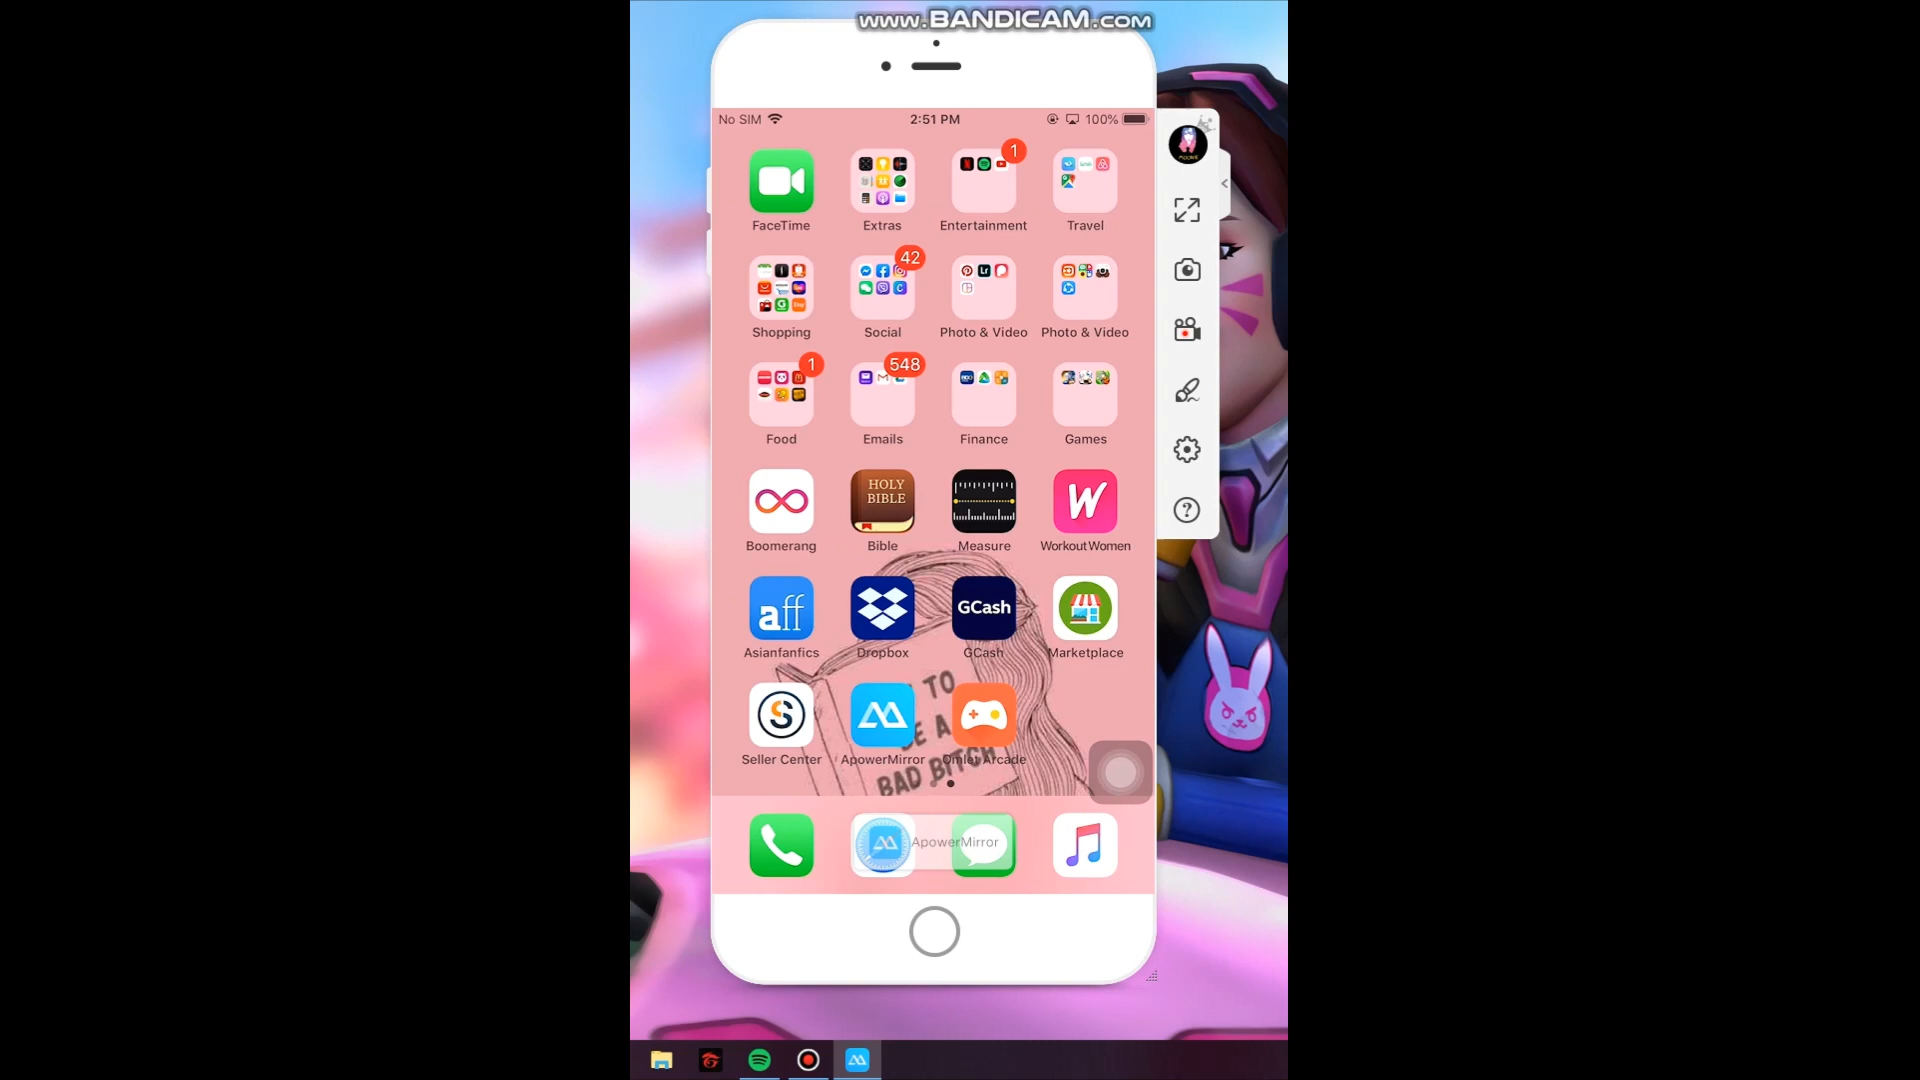 www.BANDICAM.com
No SIM 2:51 PM 100%
1
FaceTime Extras Entertainment Travel
42
Shopping Social Photo & Video Photo & Video
1 548
Food Emails Finance Games
HOLY
BIBLE
W
Boomerang Bible Measure WorkoutWomen
aff GCash
Asianfanfics Dropbox GCash Marketplace
TO
S
BE A
Seller Center ApowerMirror Omlet Arcade
BAD BITCH
ApowerMirror